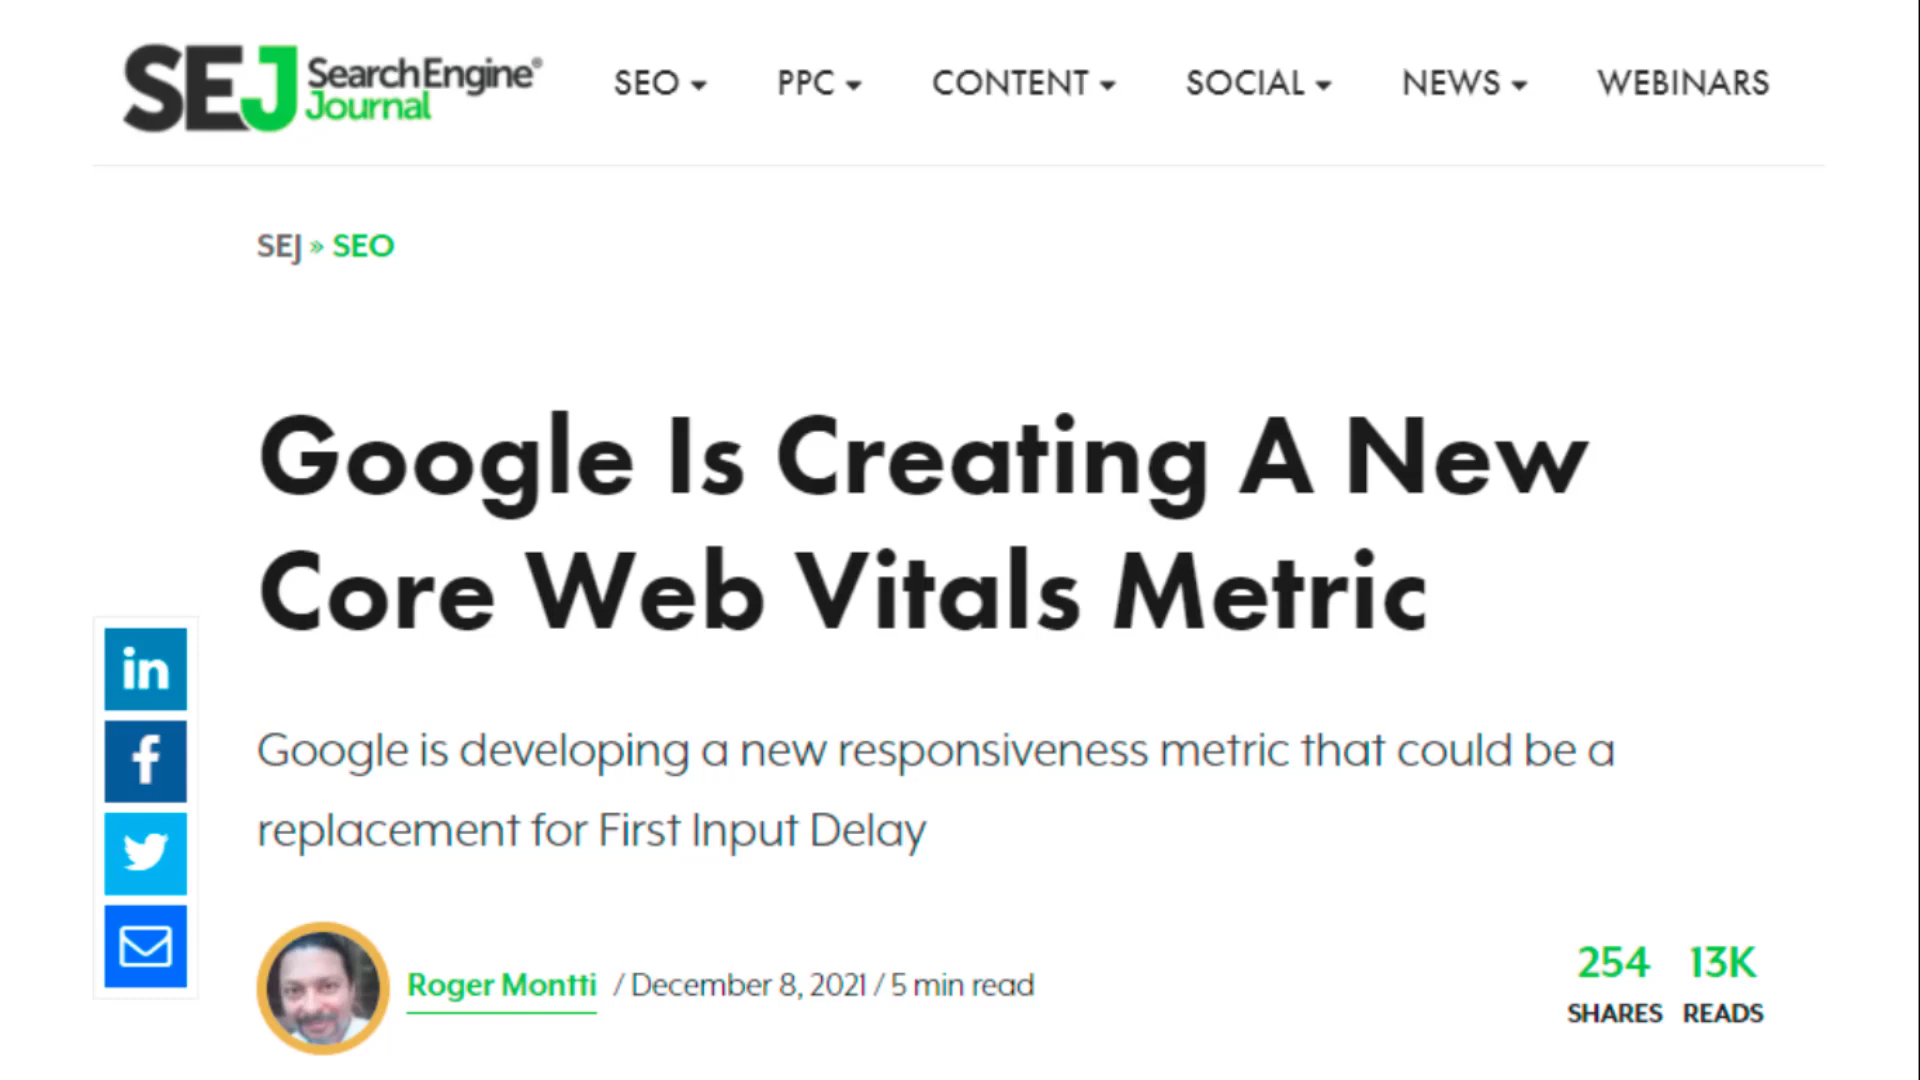 SEJ SearchEngine®
Journal
SEO PPC CONTENT SOCIAL NEWS WEBINARS
SEJ » SEO
Google Is Creating A New
Core Web Vitals Metric
Google is developing a new responsiveness metric that could be a
replacement for First Input Delay
in
f
Roger Montti / December 8, 2021 / 5 min read
254 13K
SHARES READS